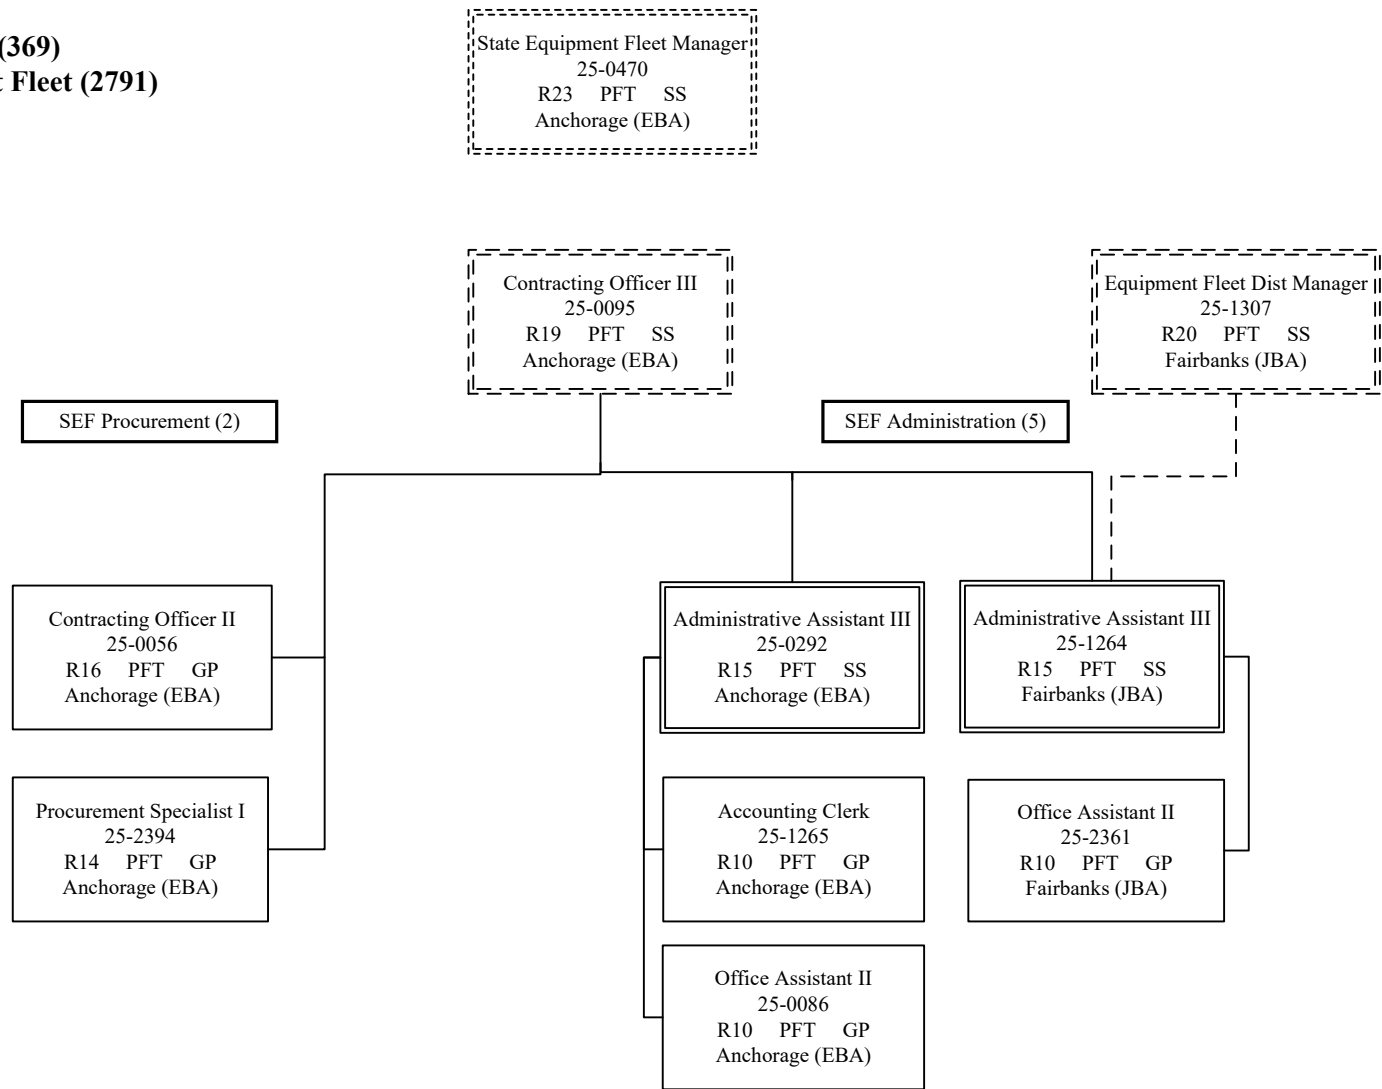 (369)
Fleet (2791)
State Equipment Fleet Manager
25-0470
R23 PFT SS
Anchorage (EBA)
Contracting Officer III
25-0095
R19 PFT SS
Anchorage (EBA)
Equipment Fleet Dist Manager
25-1307
R20 PFT SS
Fairbanks (JBA)
SEF Procurement (2)
SEF Administration (5)
Contracting Officer II
25-0056
R16 PFT GP
Anchorage (EBA)
Administrative Assistant III
25-0292
R15 PFT SS
Anchorage (EBA)
Administrative Assistant III
25-1264
R15 PFT SS
Fairbanks (JBA)
Procurement Specialist I
25-2394
R14 PFT GP
Anchorage (EBA)
Accounting Clerk
25-1265
R10 PFT GP
Anchorage (EBA)
Office Assistant II
25-2361
R10 PFT GP
Fairbanks (JBA)
Office Assistant II
25-0086
R10 PFT GP
Anchorage (EBA)